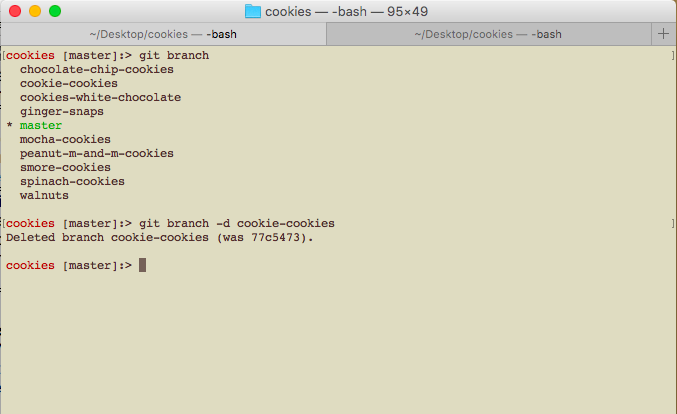 cookies — -bash — 95×49
~/Desktop/cookies — -bash
~/Desktop/cookies — -bash
+
[cookies [master]:> git branch ]
chocolate-chip-cookies
cookie-cookies
cookies-white-chocolate
ginger-snaps
* master
mocha-cookies
peanut-m-and-m-cookies
smore-cookies
spinach-cookies
walnuts
[cookies [master]:> git branch -d cookie-cookies ]
Deleted branch cookie-cookies (was 77c5473).
cookies [master]:>